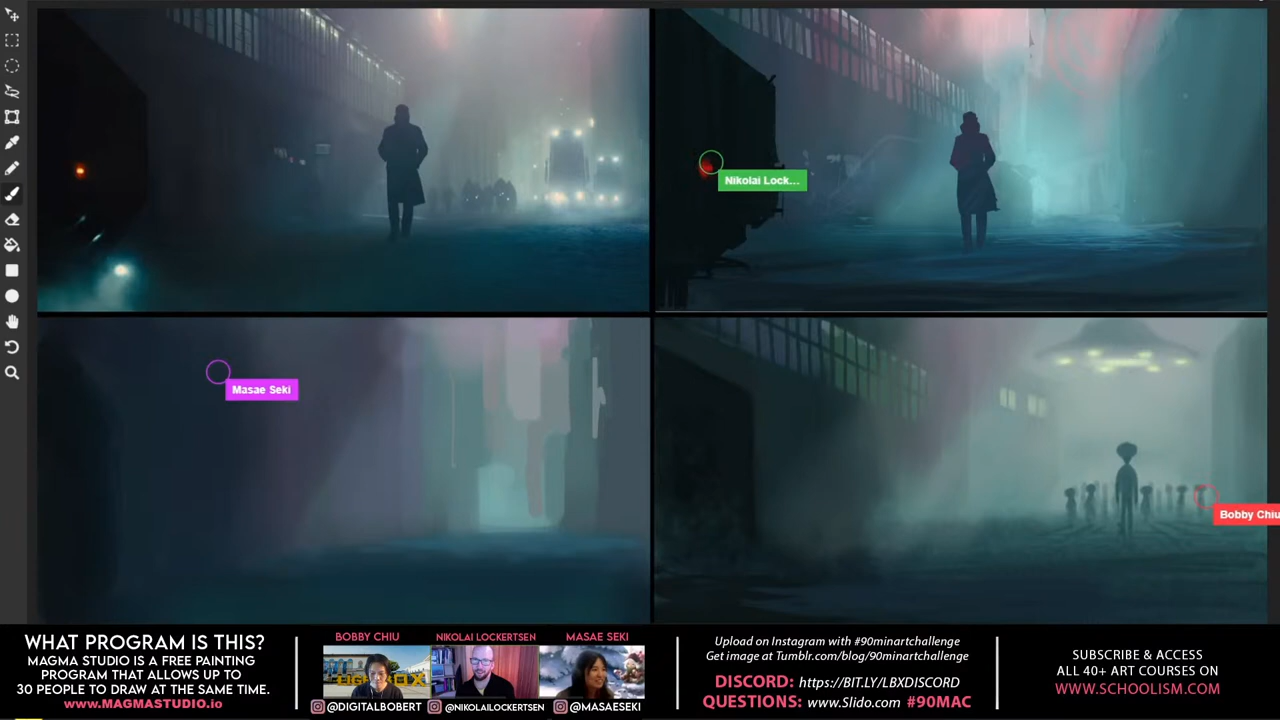 Nikolai Lock...
Masae Seki
Bobby Chiu
WHAT PROGRAM IS THIS?
MAGMA STUDIO IS A FREE PAINTING
PROGRAM THAT ALLOWS UP TO
30 PEOPLE TO DRAW AT THE SAME TIME.
www.MAGMASTUDIO.io
BOBBY CHIU
NIKOLAI LOCKERTSEN
MASAE SEKI
@DIGITALBOBERT
@NIKOLAILOCKERTSEN
@MASAESEKI
Upload on Instagram with #90minartchallenge
Get image at Tumblr.com/blog/90minartchallenge
DISCORD: https://BIT.LY/LBXDISCORD
QUESTIONS: www.Slido.com #90MAC
SUBSCRIBE & ACCESS
ALL 40+ ART COURSES ON
WWW.SCHOOLISM.COM